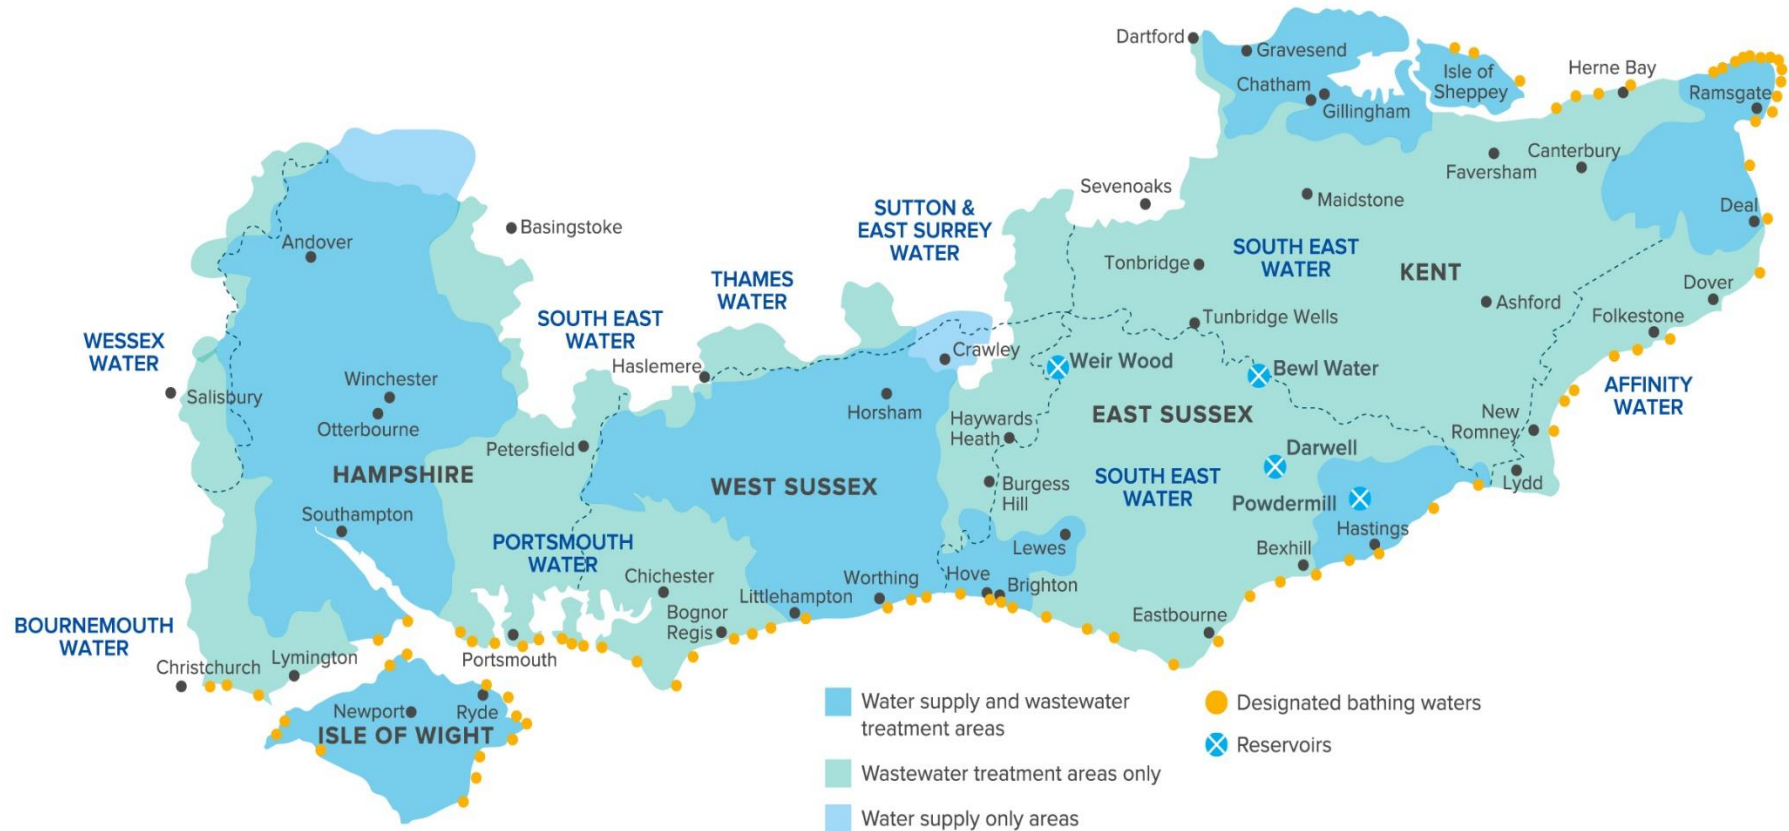 Dartford
Gravesend
Isle of
Sheppey
Herne Bay
Chatham
Gillingham
Ramsgate
Canterbury
Faversham
Sevenoaks
Maidstone
SUTTON &
EAST SURREY
WATER
Deal
Basingstoke
Andover
SOUTH EAST
WATER
Tonbridge
KENT
THAMES
WATER
Dover
Ashford
SOUTH EAST
WATER
Tunbridge Wells
Folkestone
WESSEX
WATER
Crawley
Haslemere
Weir Wood
Bewl Water
Winchester
AFFINITY
WATER
Salisbury
Otterbourne
Horsham
Haywards
Heath
EAST SUSSEX
New
Romney
Petersfield
Darwell
HAMPSHIRE
WEST SUSSEX
Burgess
Hill
SOUTH EAST
WATER
Lydd
Powdermill
Southampton
Hastings
PORTSMOUTH
WATER
Lewes
Bexhill
Chichester
Worthing
Hove
Brighton
Littlehampton
Bognor
Regis
Eastbourne
BOURNEMOUTH
WATER
Christchurch
Lymington
Portsmouth
Newport
Ryde
ISLE OF WIGHT
Water supply and wastewater
treatment areas
Wastewater treatment areas only
Water supply only areas
Designated bathing waters
Reservoirs